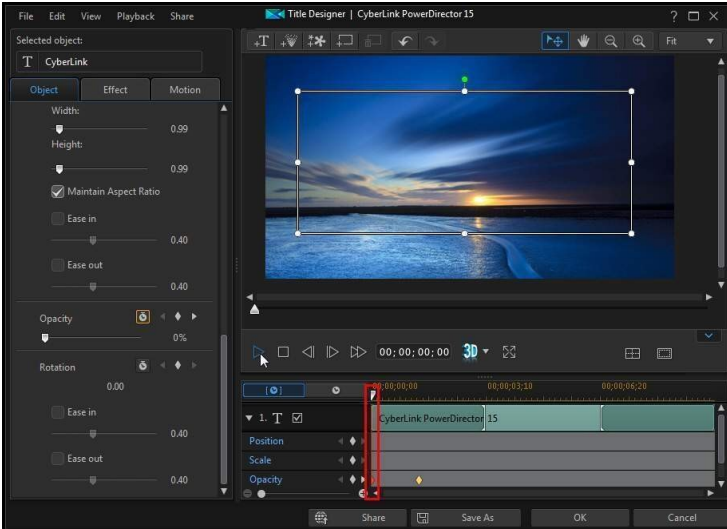 File Edit View Playback Share
Title Designer | CyberLink PowerDirector 15
Selected object:
T CyberLink
Fit
Object Effect Motion
Width:
0.99
Height:
0.99
Maintain Aspect Ratio
Ease in
0.40
Ease out
0.40
Opacity
0%
Rotation
0.00
Ease in
0.40
Ease out
0.40
00;00;00;00 3D
00;00;00;00 00;00;03;10 00;00;06;20
1. T CyberLink PowerDirector 15
Position
Scale
Opacity
Share Save As OK Cancel